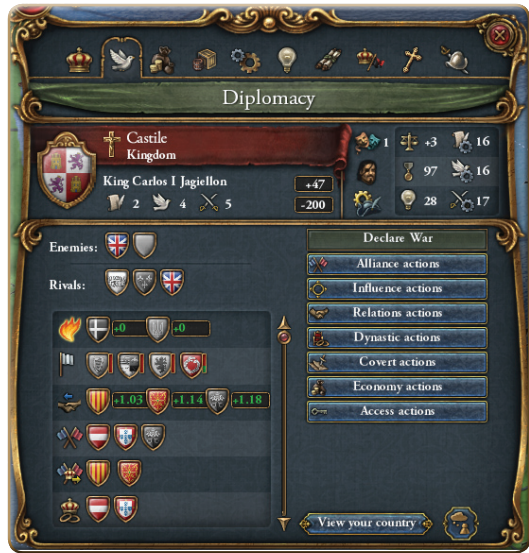 Diplomacy
Castile
Kingdom
King Carlos I Jagiellon
2 4 5
+47
-200
1
+3 16
97 16
28 17
Enemies:
Rivals:
+0 +0
+1.03 +1.14 +1.18
Declare War
Alliance actions
Influence actions
Relations actions
Dynastic actions
Covert actions
Economy actions
Access actions
View your country